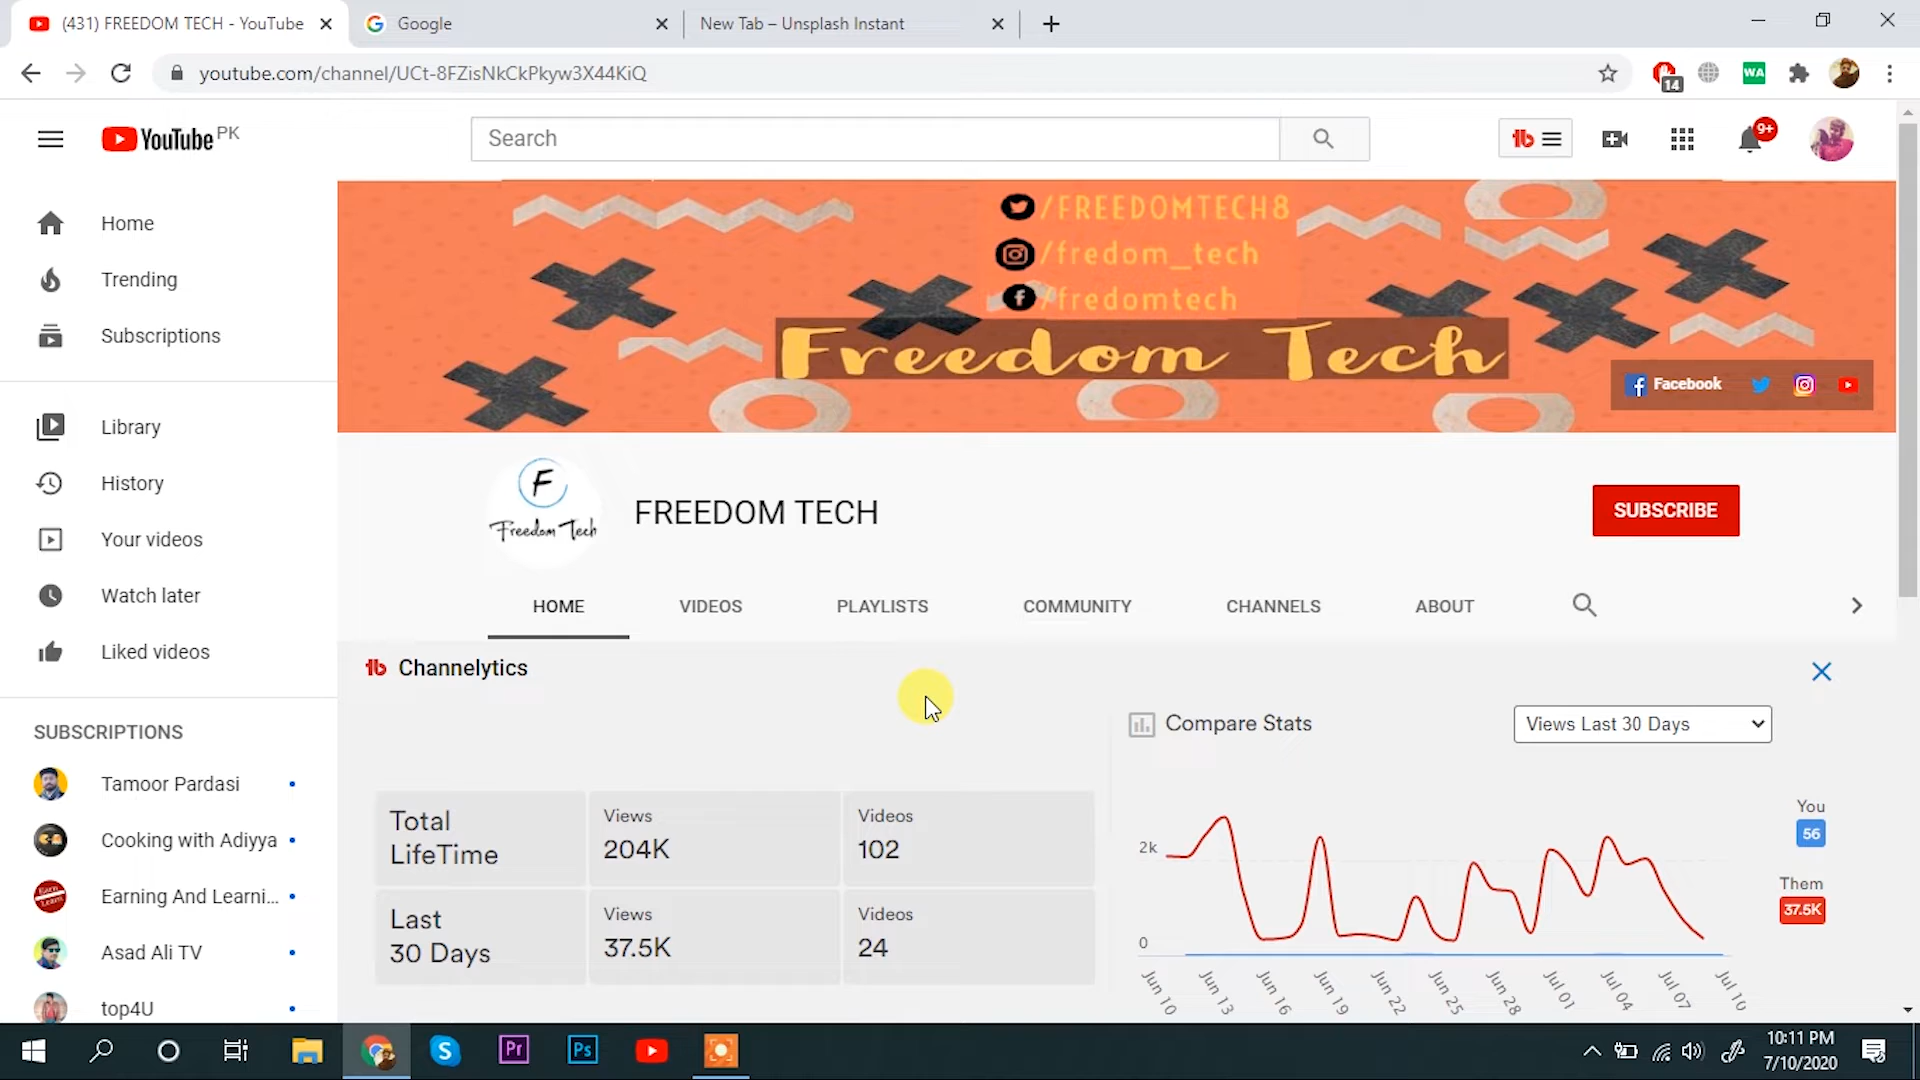 (431) FREEDOM TECH - YouTube
Google
New Tab – Unsplash Instant
youtube.com/channel/UCt-8FZisNkCkPkyw3X44KiQ
14
WA
YouTube PK
Search
9+
Home
Trending
Subscriptions
Library
History
Your videos
Watch later
Liked videos
SUBSCRIPTIONS
Tamoor Pardasi
Cooking with Adiyya
Earning And Learni...
Asad Ali TV
top4U
/FREEDOMTECH8
/fredom_tech
/fredomtech
Freedom Tech
Facebook
F
Freedom Tech
FREEDOM TECH
SUBSCRIBE
HOME
VIDEOS
PLAYLISTS
COMMUNITY
CHANNELS
ABOUT
Channelytics
Compare Stats
Views Last 30 Days
Total
LifeTime
Views
204K
Videos
102
Last
30 Days
Views
37.5K
Videos
24
2k
0
Jun 10
Jun 13
Jun 16
Jun 19
Jun 22
Jun 25
Jun 28
Jul 01
Jul 04
Jul 07
Jul 10
You
56
Them
37.5K
Pr
Ps
10:11 PM
7/10/2020